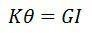 Kθ = GI